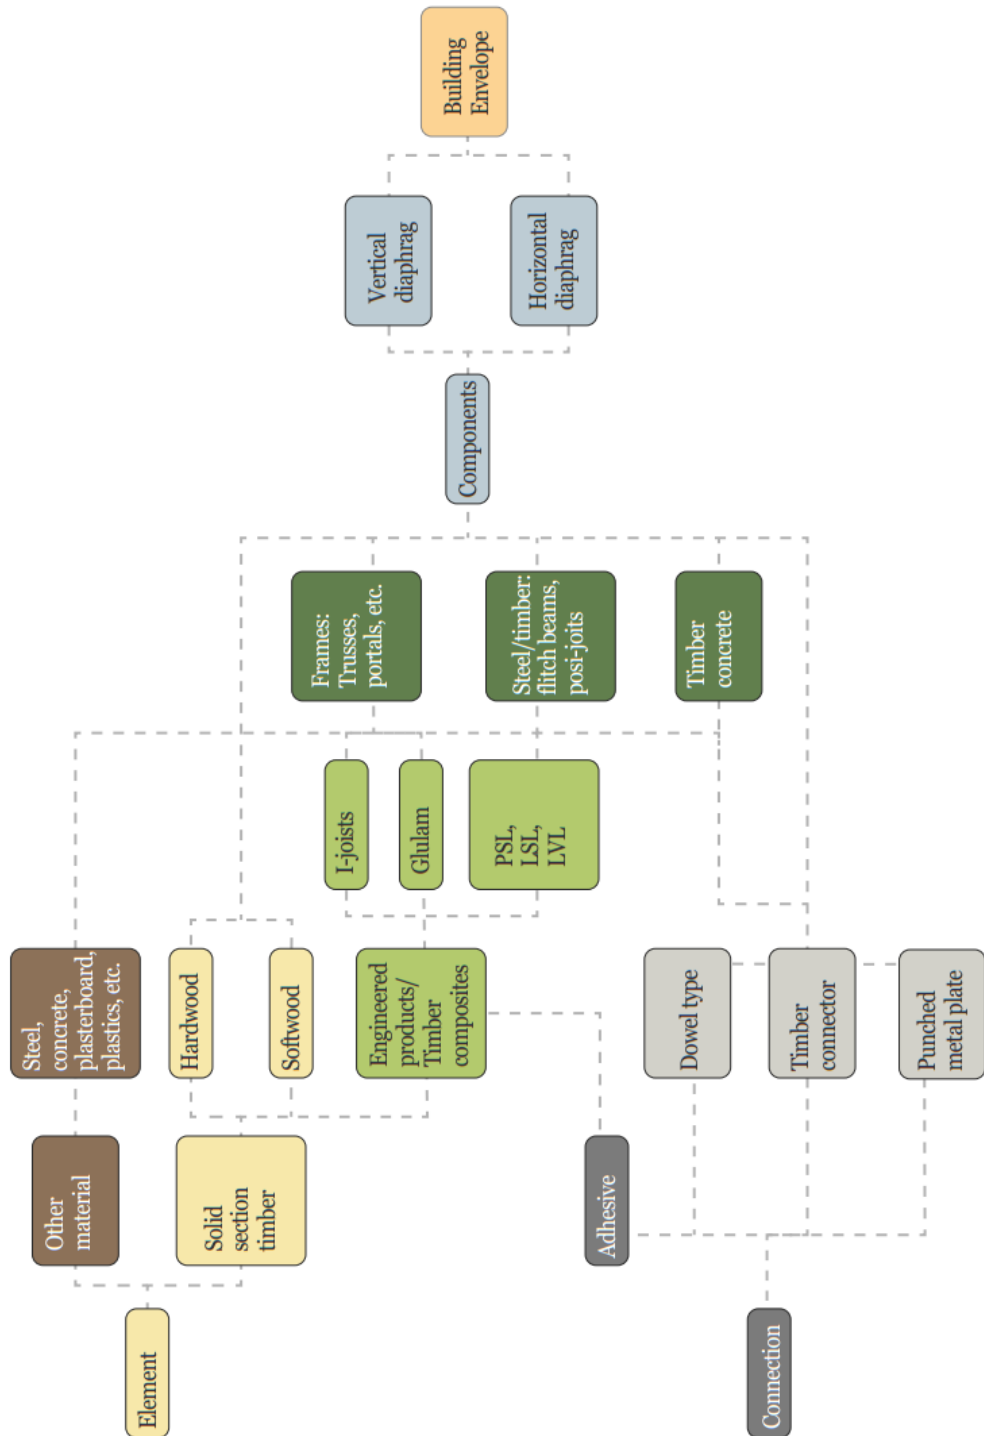 Element
Connection
Other
material
Solid
section
timber
Adhesive
Steel,
concrete,
plasterboard,
plastics, etc.
Hardwood
Softwood
Engineered
products/
Timber
composites
Dowel type
Timber
connector
Punched
metal plate
I-joists
Glulam
PSL,
LSL,
LVL
Frames:
Trusses,
portals, etc.
Steel/timber:
flitch beams,
posi-joits
Timber
concrete
Components
Vertical
diaphrag
Horizontal
diaphrag
Building
Envelope